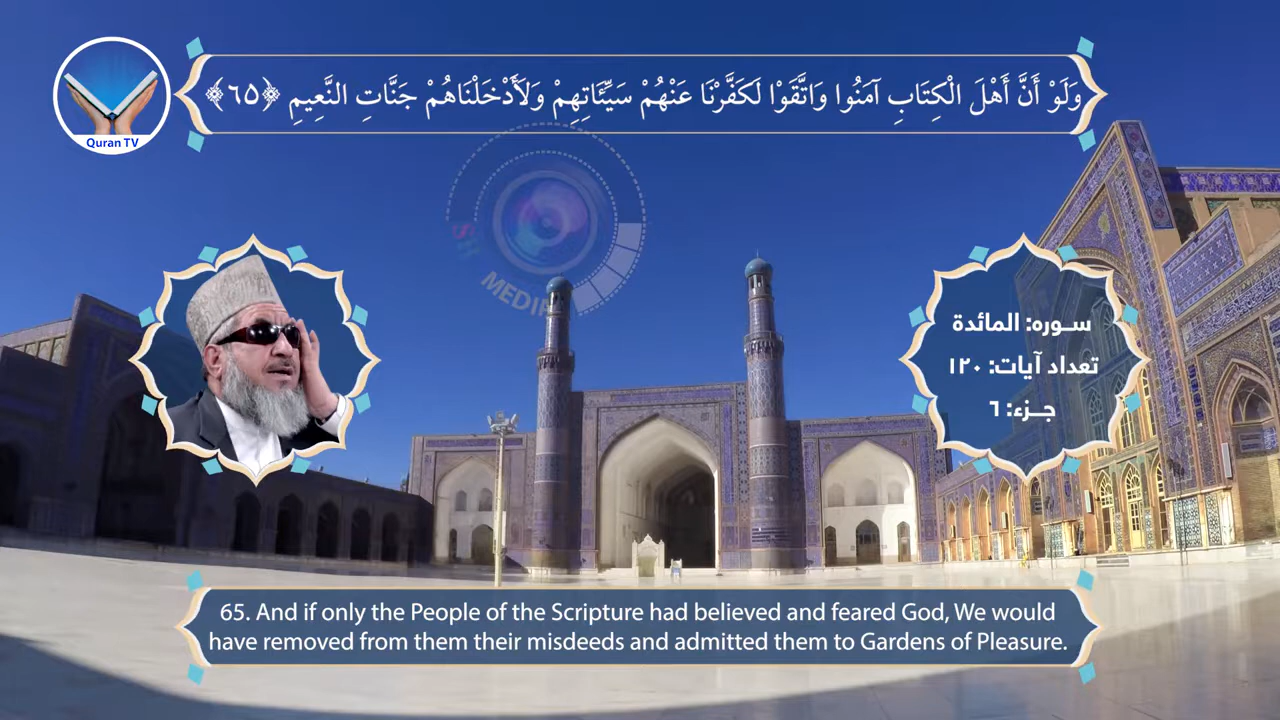 وَلَوْ أَنَّ أَهْلَ الْكِتَابِ آمَنُوا وَاتَّقَوْا لَكَفَّرْنَا عَنْهُمْ سَيِّئَاتِهِمْ وَلَأَدْخَلْنَاهُمْ جَنَّاتِ النَّعِيمِ ﴿٦٥﴾
Quran TV
MEDIA
سوره: المائدة
تعداد آيات: ١٢٠
جزء: ٦
65. And if only the People of the Scripture had believed and feared God, We would
have removed from them their misdeeds and admitted them to Gardens of Pleasure.